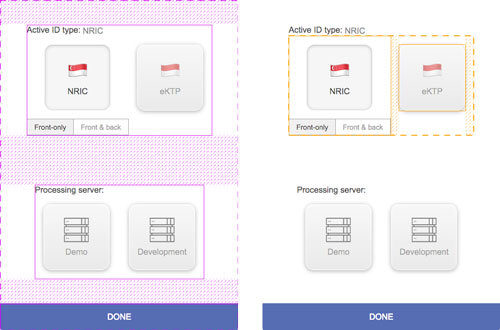 Active ID type: NRIC
NRIC
eKTP
Front-only
Front & back
Processing server:
Demo
Development
DONE
Active ID type: NRIC
NRIC
eKTP
Front-only
Front & back
Processing server:
Demo
Development
DONE